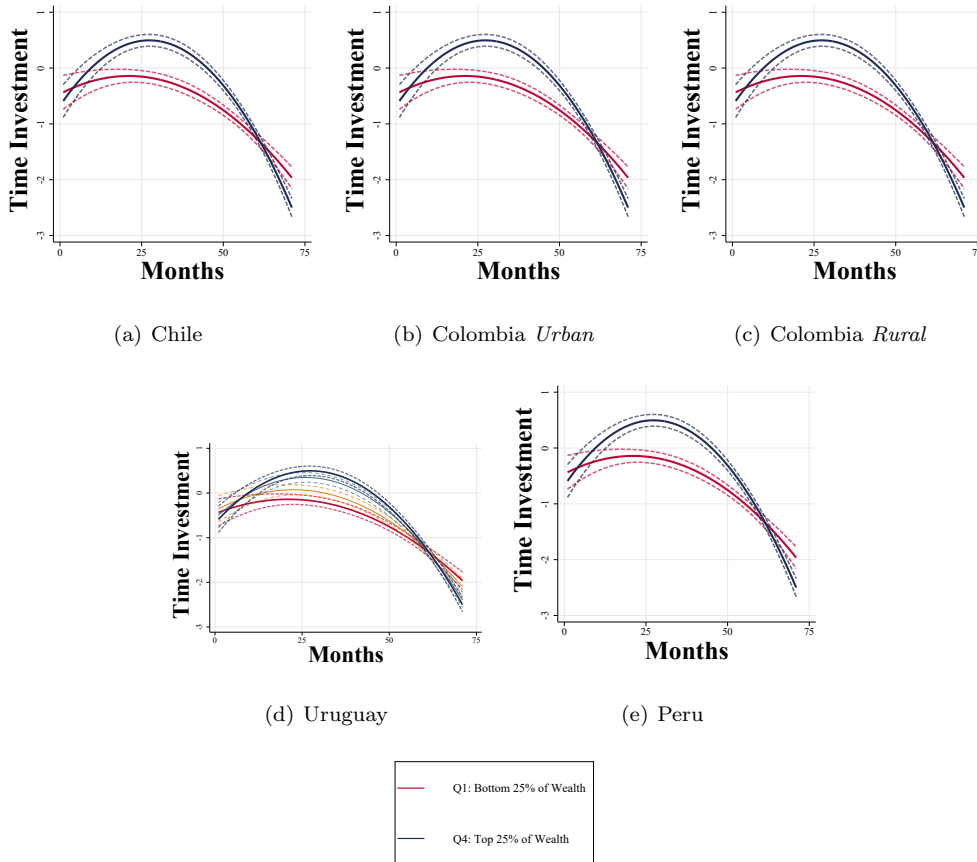 Time Investment
1
0
-1
-2
-3
0 25 50 75
Months
(a) Chile
Time Investment
1
0
-1
-2
-3
0 25 50 75
Months
(b) Colombia Urban
Time Investment
1
0
-1
-2
-3
0 25 50 75
Months
(c) Colombia Rural
Time Investment
1
0
-1
-2
-3
0 25 50 75
Months
(d) Uruguay
Time Investment
1
0
-1
-2
-3
0 25 50 75
Months
(e) Peru
Q1: Bottom 25% of Wealth
Q4: Top 25% of Wealth